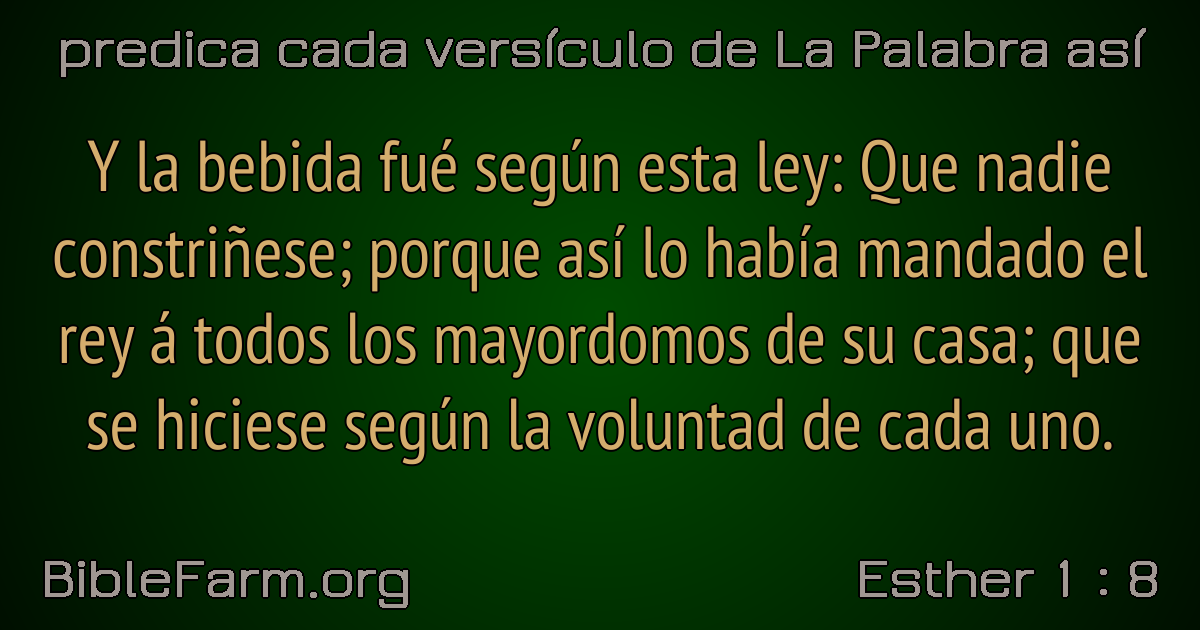 predica cada versículo de La Palabra así
Y la bebida fué según esta ley: Que nadie
constriñese; porque así lo había mandado el
rey á todos los mayordomos de su casa; que
se hiciese según la voluntad de cada uno.
BibleFarm.org
Esther 1 : 8